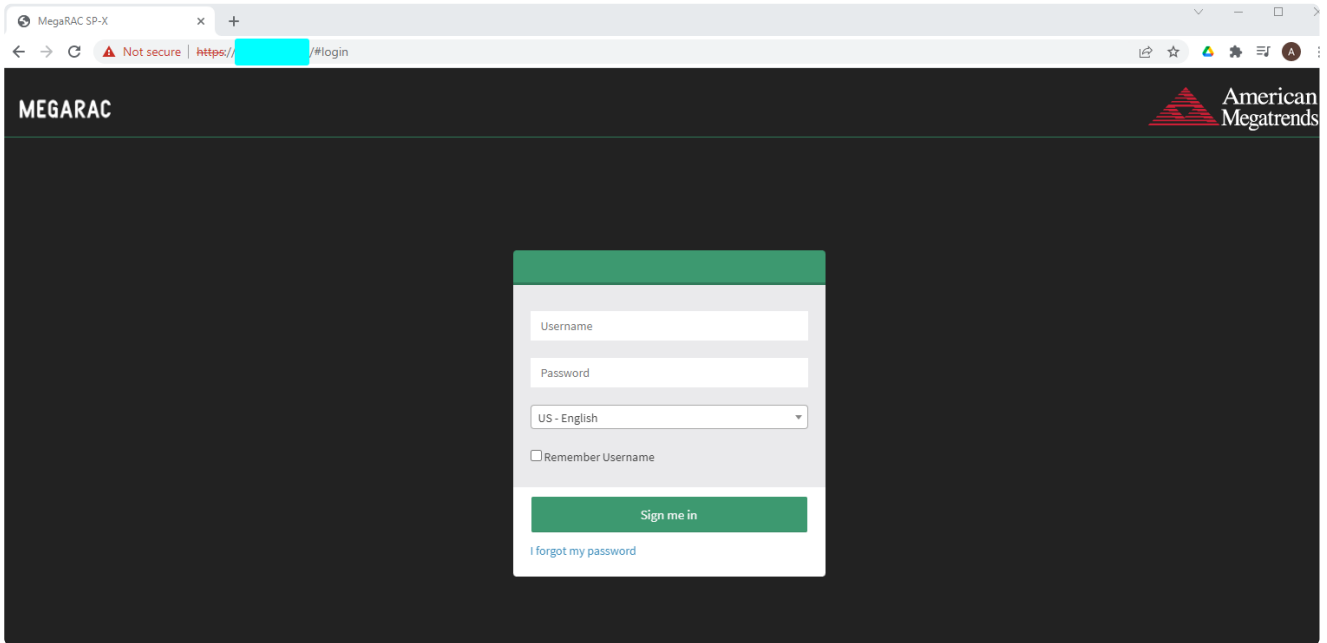 MegaRAC SP-X
Not secure https:// /#login
A
MEGARAC
American
Megatrends
Username
Password
US - English
Remember Username
Sign me in
I forgot my password